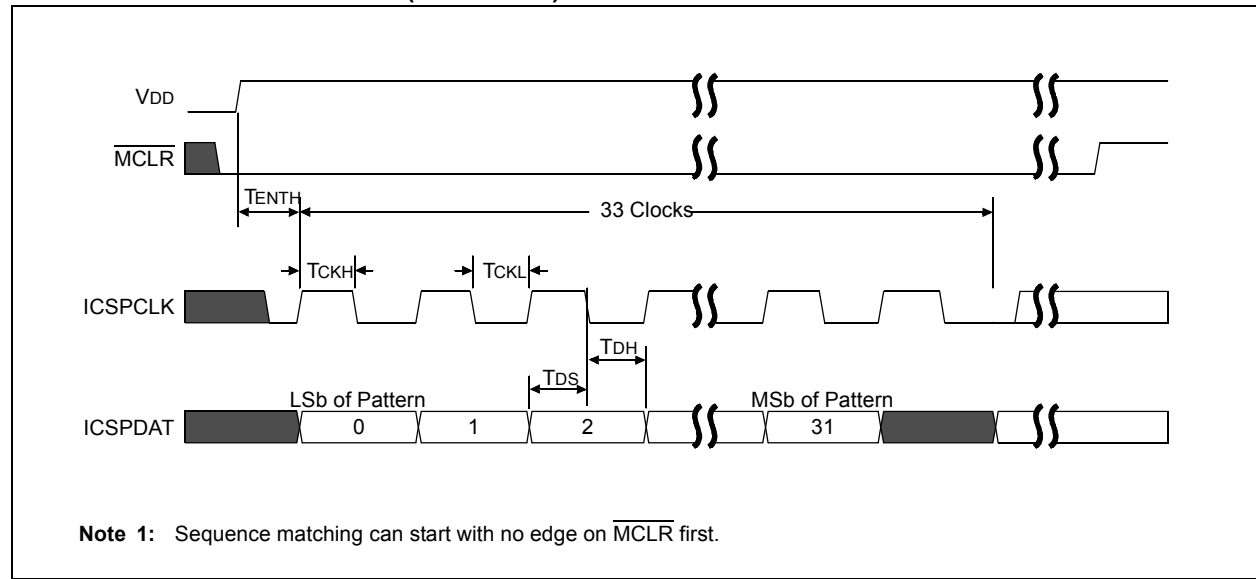 VDD
MCLR
TENTH
33 Clocks
TCKH
TCKL
ICSPCLK
TDH
TDS
LSb of Pattern
MSb of Pattern
ICSPDAT
0
1
2
31
Note 1: Sequence matching can start with no edge on MCLR first.